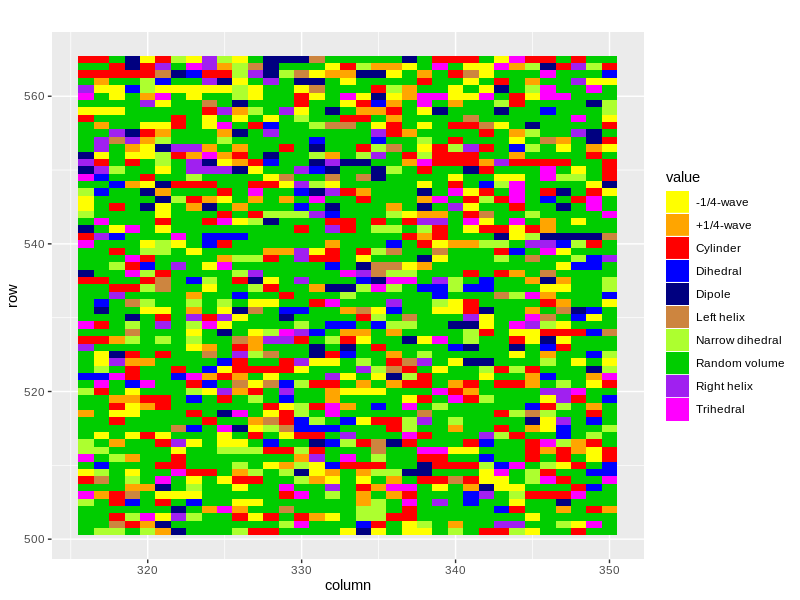 560
540
520
500
320
330
340
350
column
row
value
-1/4-wave
+1/4-wave
Cylinder
Dihedral
Dipole
Left helix
Narrow dihedral
Random volume
Right helix
Trihedral